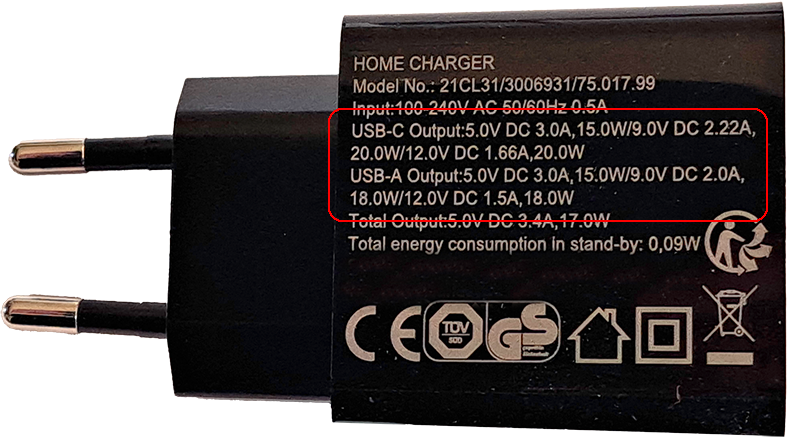 HOME CHARGER
Model No.: 21CL31/3006931/75.017.99
Input:100-240V AC 50/60Hz 0.5A
USB-C Output:5.0V DC 3.0A,15.0W/9.0V DC 2.22A,
20.0W/12.0V DC 1.66A,20.0W
USB-A Output:5.0V DC 3.0A,15.0W/9.0V DC 2.0A,
18.0W/12.0V DC 1.5A,18.0W
Total Output:5.0V DC 3.4A,17.0W
Total energy consumption in stand-by: 0,09W
CE TÜV SÜD GS geprüfte Sicherheit